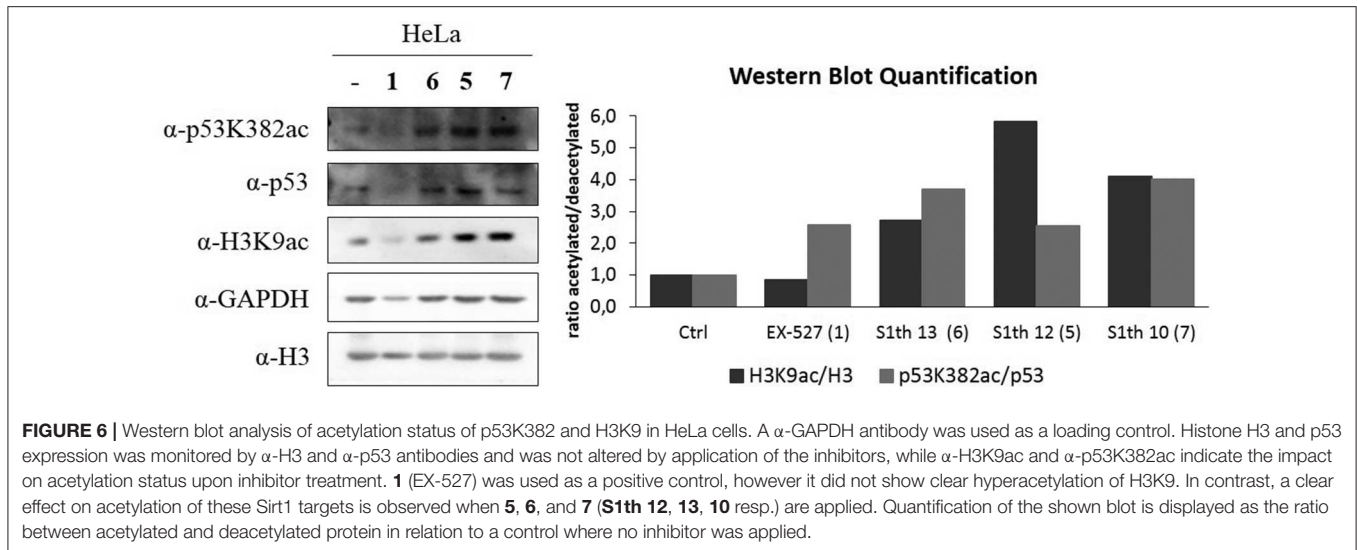 HeLa
- 1 6 5 7
α-p53K382ac
α-p53
α-H3K9ac
α-GAPDH
α-H3
Western Blot Quantification
ratio acetylated/deacetylated
6,0
5,0
4,0
3,0
2,0
1,0
0,0
Ctrl EX-527 (1) S1th 13 (6) S1th 12 (5) S1th 10 (7)
H3K9ac/H3 p53K382ac/p53
FIGURE 6 | Western blot analysis of acetylation status of p53K382 and H3K9 in HeLa cells. A α-GAPDH antibody was used as a loading control. Histone H3 and p53
expression was monitored by α-H3 and α-p53 antibodies and was not altered by application of the inhibitors, while α-H3K9ac and α-p53K382ac indicate the impact
on acetylation status upon inhibitor treatment. 1 (EX-527) was used as a positive control, however it did not show clear hyperacetylation of H3K9. In contrast, a clear
effect on acetylation of these Sirt1 targets is observed when 5, 6, and 7 (S1th 12, 13, 10 resp.) are applied. Quantification of the shown blot is displayed as the ratio
between acetylated and deacetylated protein in relation to a control where no inhibitor was applied.